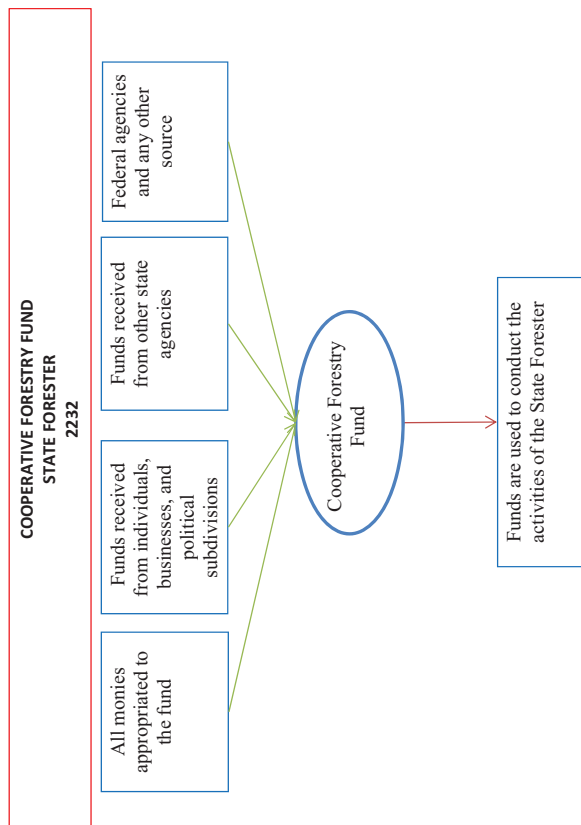 COOPERATIVE FORESTRY FUND
STATE FORESTER
2232
All monies
appropriated to
the fund
Funds received
from individuals,
businesses, and
political
subdivisions
Funds received
from other state
agencies
Federal agencies
and any other
source
Cooperative Forestry
Fund
Funds are used to conduct the
activities of the State Forester